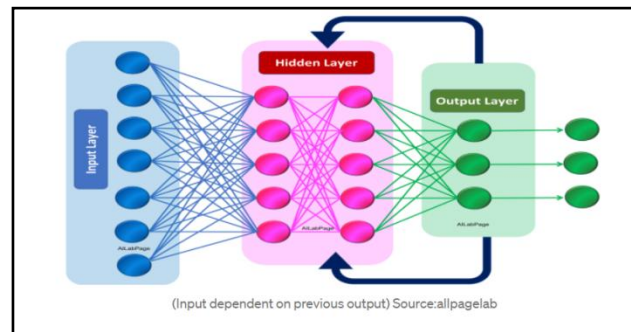 Hidden Layer
Output Layer
Input Layer
AILabPage
AILabPage
AILabPage
(Input dependent on previous output) Source:allpagelab